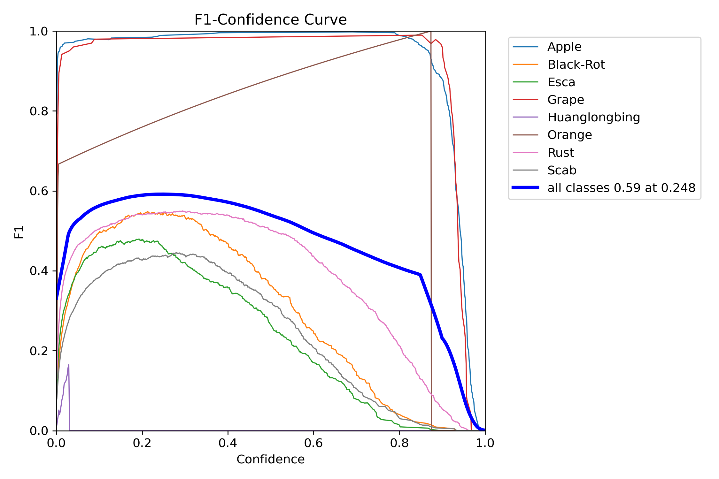 F1-Confidence Curve
1.0
0.8
0.6
0.4
0.2
0.0
F1
0.0 0.2 0.4 0.6 0.8 1.0
Confidence
Apple
Black-Rot
Esca
Grape
Huanglongbing
Orange
Rust
Scab
all classes 0.59 at 0.248